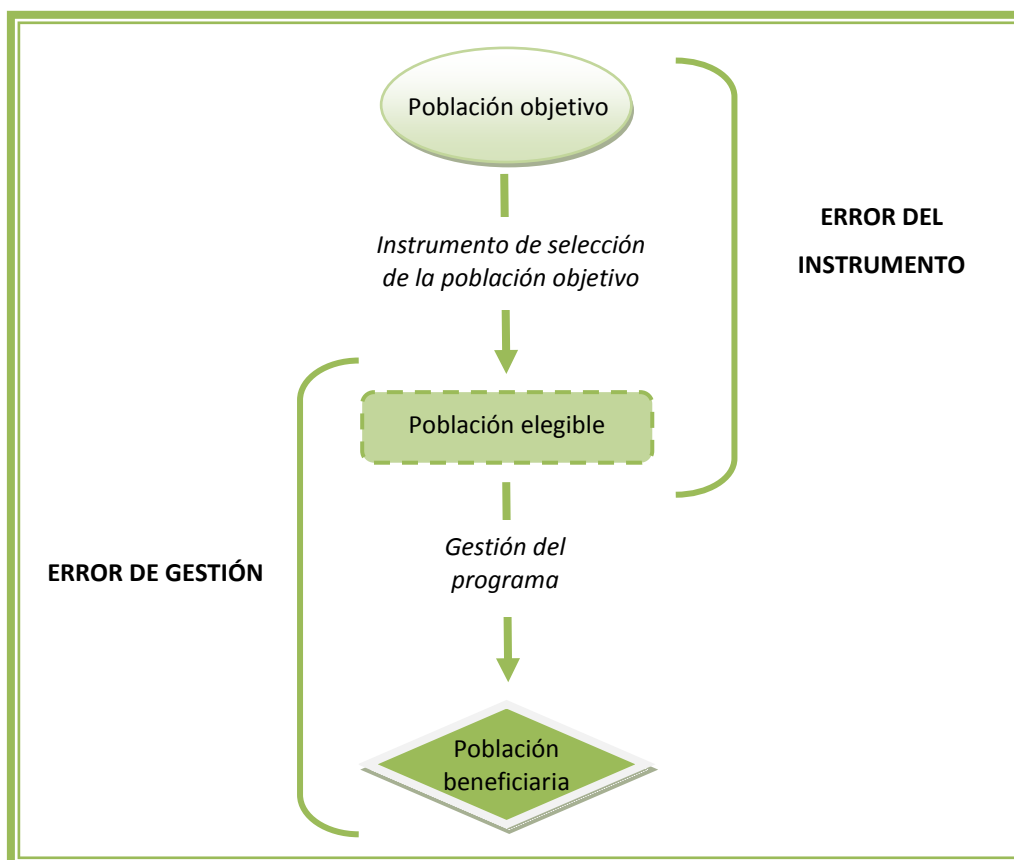 Población objetivo
ERROR DEL
INSTRUMENTO
Instrumento de selección
de la población objetivo
Población elegible
Gestión del
programa
ERROR DE GESTIÓN
Población
beneficiaria